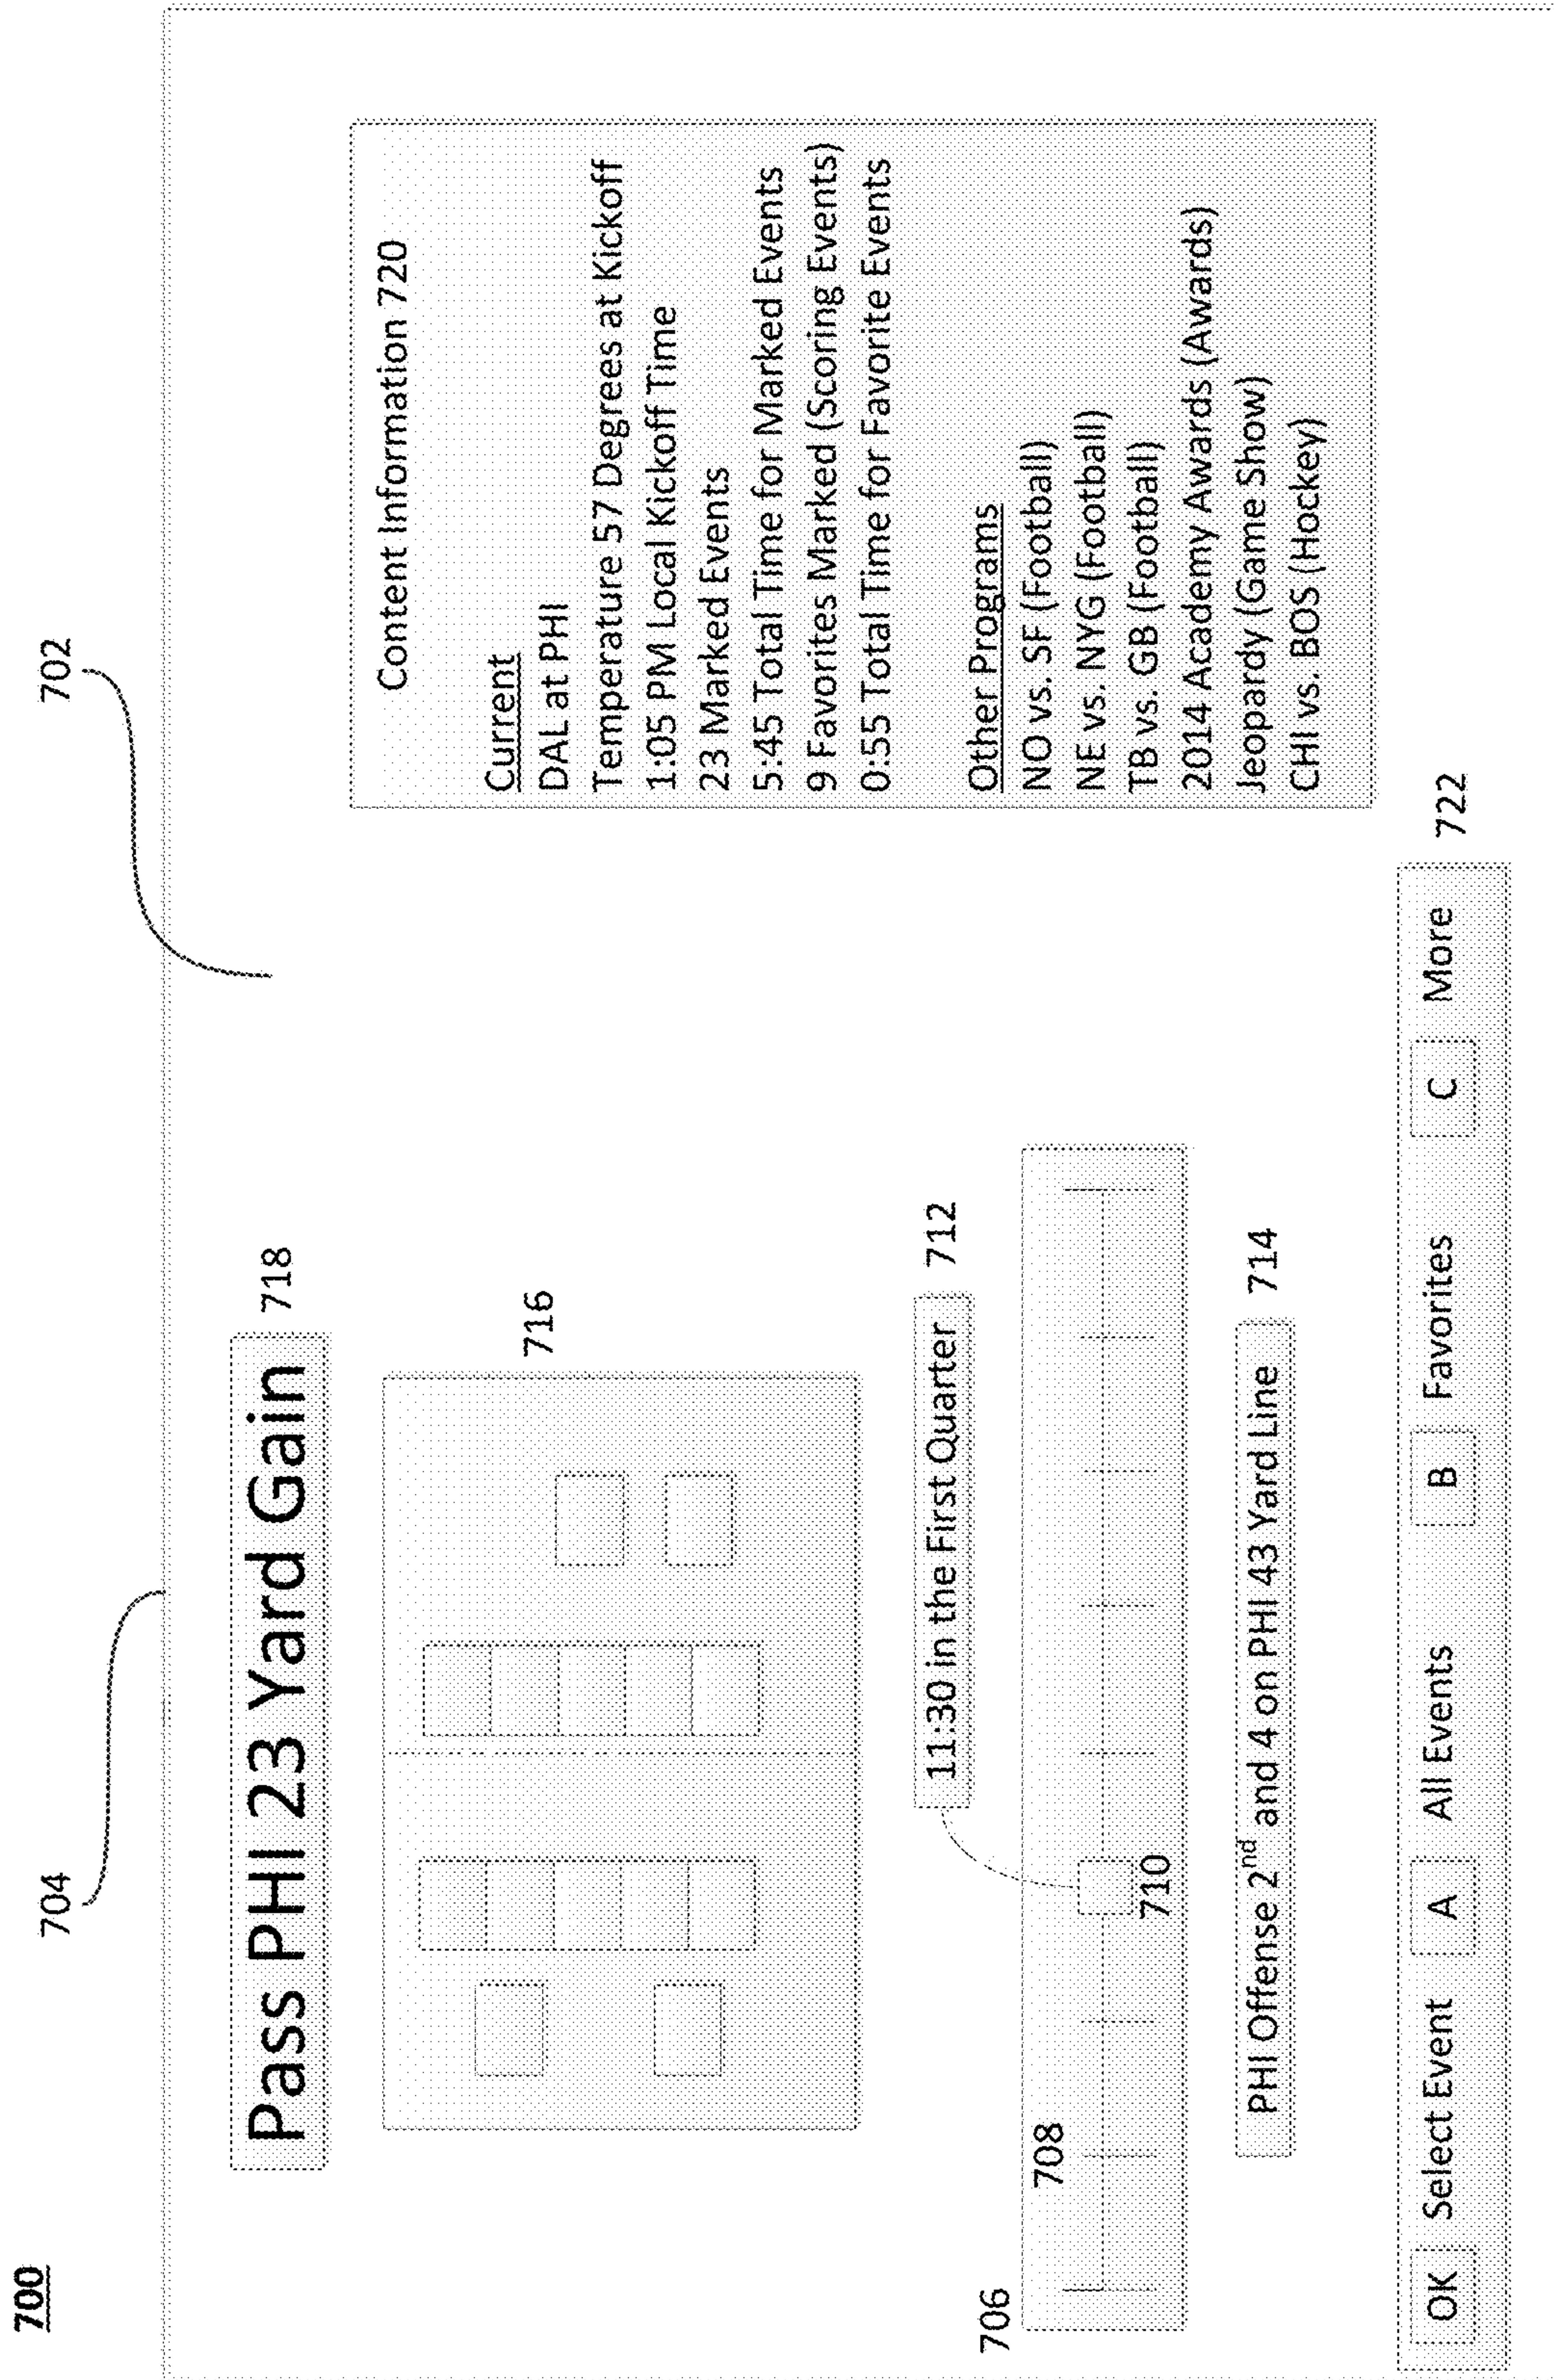 700
704
702
Pass PHI 23 Yard Gain 718
716
11:30 in the First Quarter 712
706
708
710
PHI Offense 2nd and 4 on PHI 43 Yard Line 714
Content Information 720
Current
DAL at PHI
Temperature 57 Degrees at Kickoff
1:05 PM Local Kickoff Time
23 Marked Events
5:45 Total Time for Marked Events
9 Favorites Marked (Scoring Events)
0:55 Total Time for Favorite Events
Other Programs
NO vs. SF (Football)
NE vs. NYG (Football)
TB vs. GB (Football)
2014 Academy Awards (Awards)
Jeopardy (Game Show)
CHI vs. BOS (Hockey)
OK Select Event A All Events B Favorites C More 722